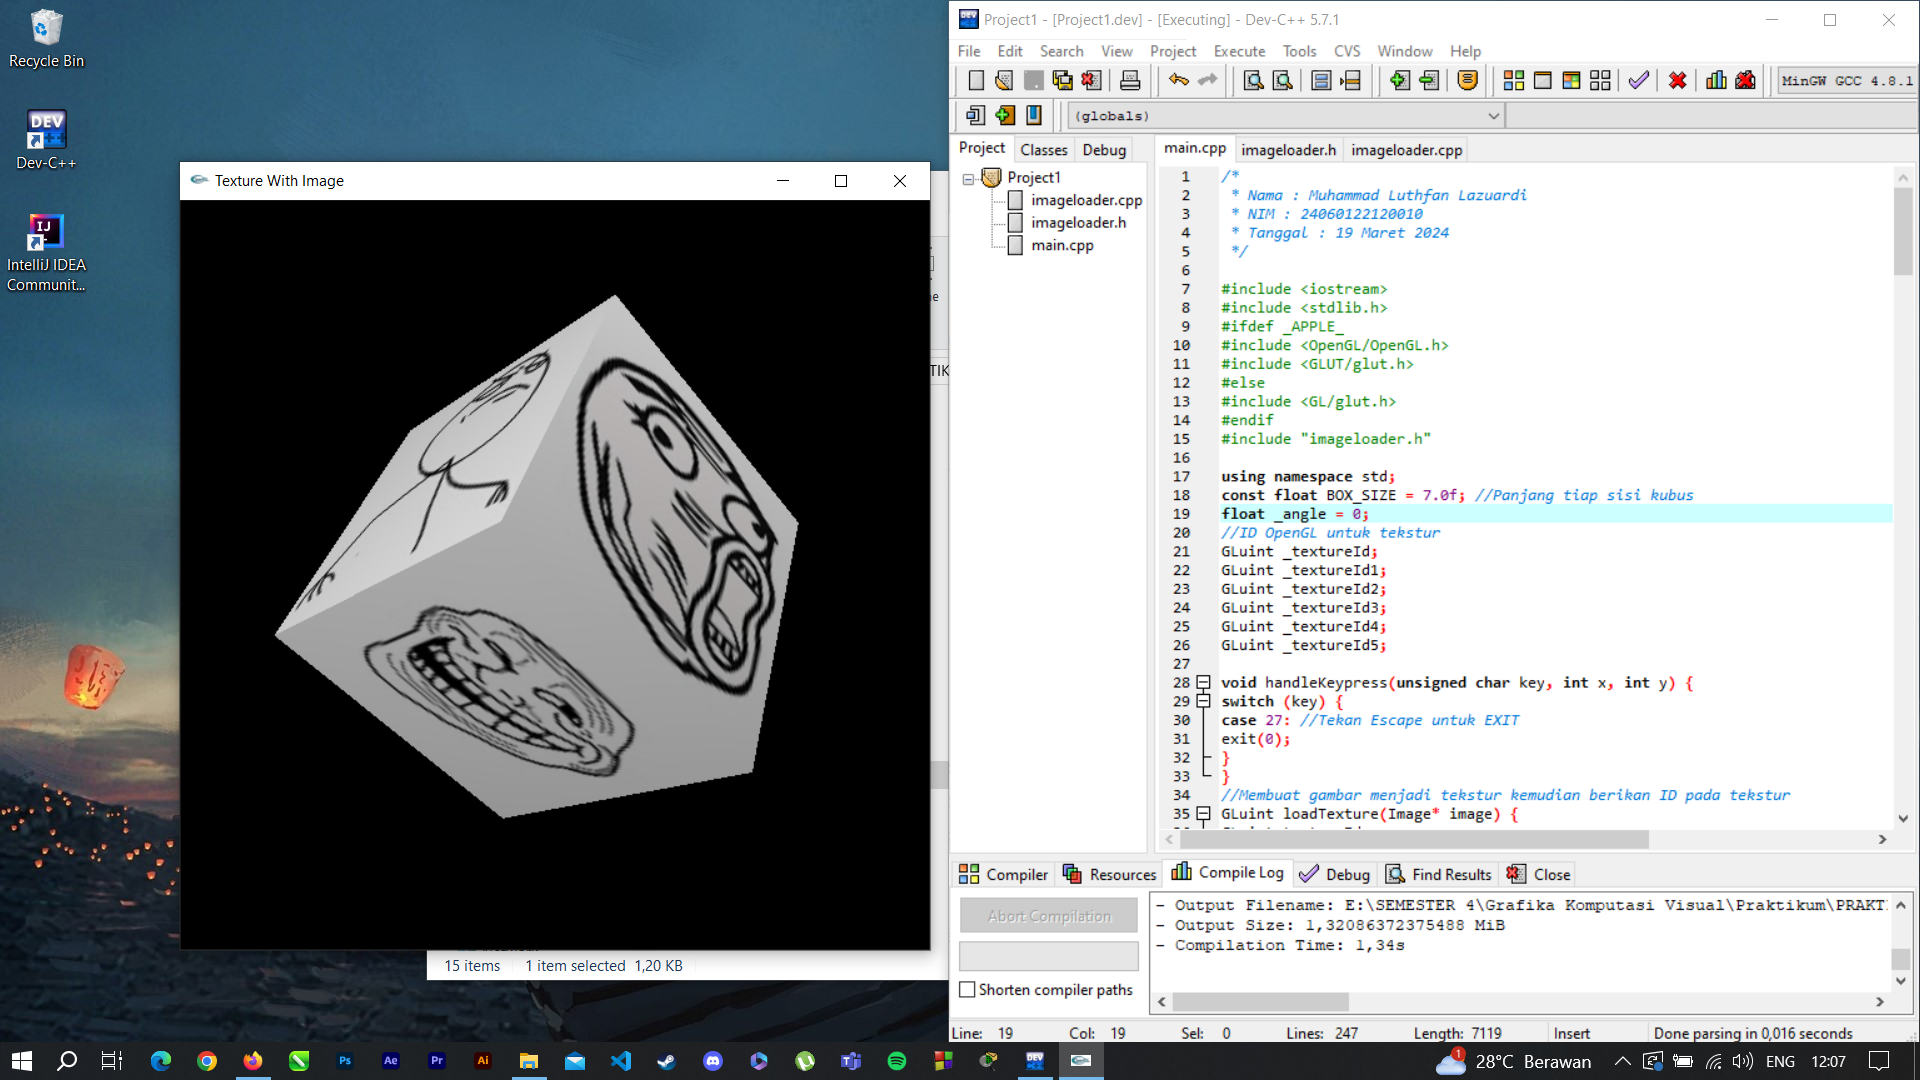 Recycle Bin
Dev-C++
IntelliJ IDEA
Communit...
Texture With Image
15 items
1 item selected 1,20 KB
TIK
Project1 - [Project1.dev] - [Executing] - Dev-C++ 5.7.1
File Edit Search View Project Execute Tools CVS Window Help
MinGW GCC 4.8.1
(globals)
Project Classes Debug
Project1
imageloader.cpp
imageloader.h
main.cpp
main.cpp imageloader.h imageloader.cpp
1 /*
2 * Nama : Muhammad Luthfan Lazuardi
3 * NIM : 24060122120010
4 * Tanggal : 19 Maret 2024
5 */
6
7 #include <iostream>
8 #include <stdlib.h>
9 #ifdef _APPLE_
10 #include <OpenGL/OpenGL.h>
11 #include <GLUT/glut.h>
12 #else
13 #include <GL/glut.h>
14 #endif
15 #include "imageloader.h"
16
17 using namespace std;
18 const float BOX_SIZE = 7.0f; //Panjang tiap sisi kubus
19 float _angle = 0;
20 //ID OpenGL untuk tekstur
21 GLuint _textureId;
22 GLuint _textureId1;
23 GLuint _textureId2;
24 GLuint _textureId3;
25 GLuint _textureId4;
26 GLuint _textureId5;
27
28 void handleKeypress(unsigned char key, int x, int y) {
29 switch (key) {
30 case 27: //Tekan Escape untuk EXIT
31 exit(0);
32 }
33 }
34 //Membuat gambar menjadi tekstur kemudian berikan ID pada tekstur
35 GLuint loadTexture(Image* image) {
Compiler Resources Compile Log Debug Find Results Close
Abort Compilation
Shorten compiler paths
- Output Filename: E:\SEMESTER 4\Grafika Komputasi Visual\Praktikum\PRAKT
- Output Size: 1,32086372375488 MiB
- Compilation Time: 1,34s
Line: 19 Col: 19 Sel: 0 Lines: 247 Length: 7119 Insert Done parsing in 0,016 seconds
28°C Berawan ENG 12:07